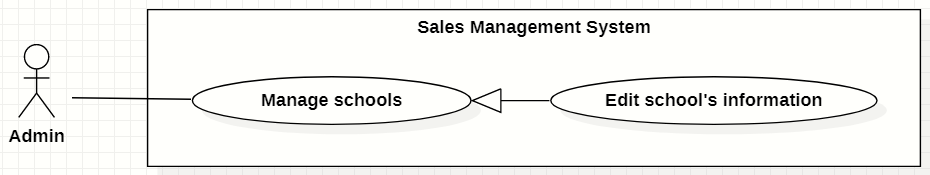 Sales Management System
Manage schools
Edit school's information
Admin